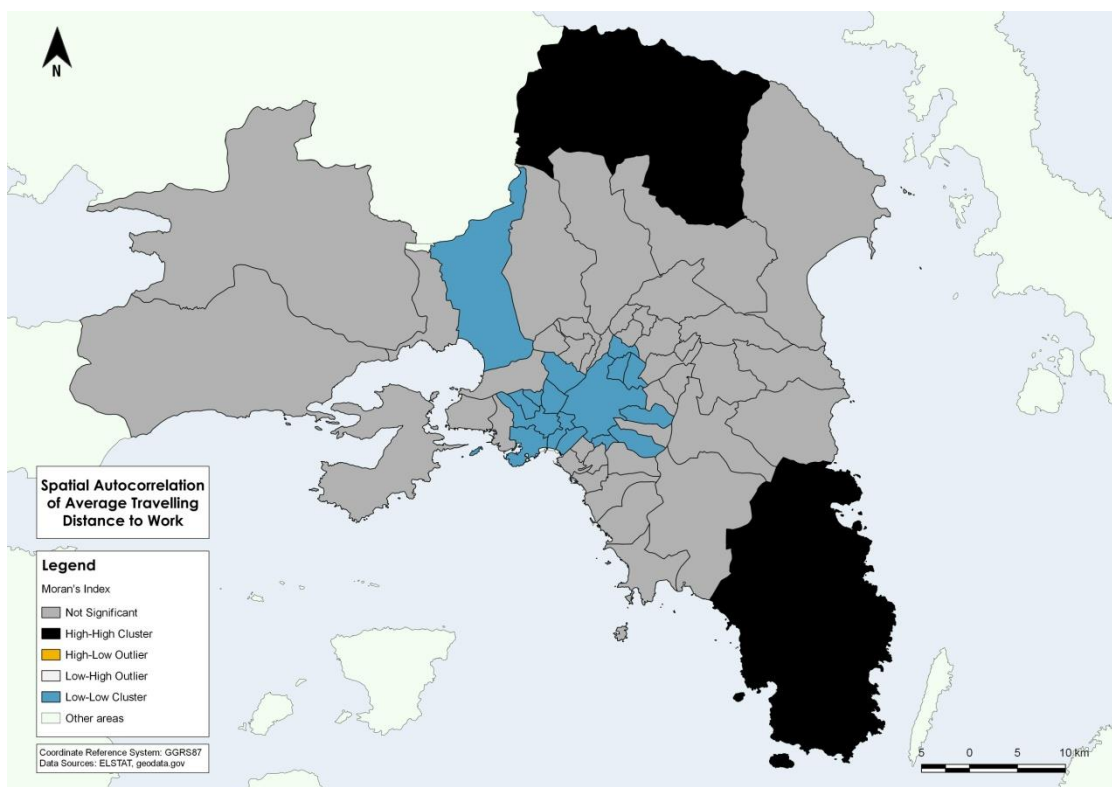 N
Spatial Autocorrelation
of Average Travelling
Distance to Work
Legend
Moran's Index
Not Significant
High-High Cluster
High-Low Outlier
Low-High Outlier
Low-Low Cluster
Other areas
Coordinate Reference System: GGRS87
Data Sources: ELSTAT, geodata.gov
5 0 5 10 km